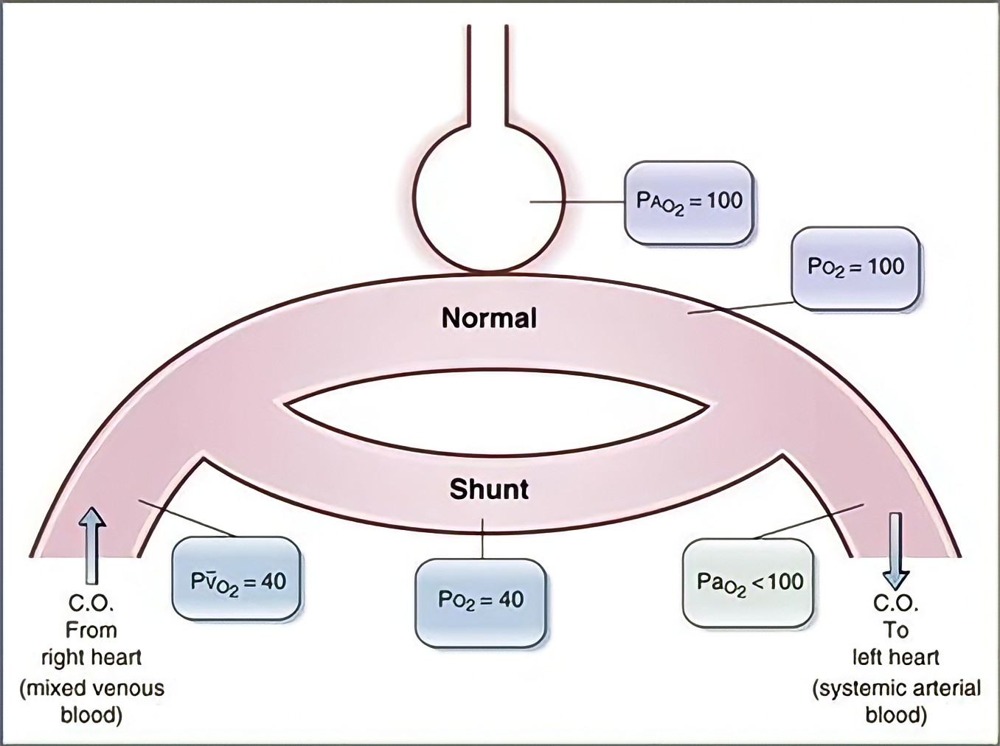 PAO₂ = 100
PO₂ = 100
Normal
Shunt
Pv̄O₂ = 40
PO₂ = 40
PaO₂ < 100
C.O.
From
right heart
(mixed venous
blood)
C.O.
To
left heart
(systemic arterial
blood)